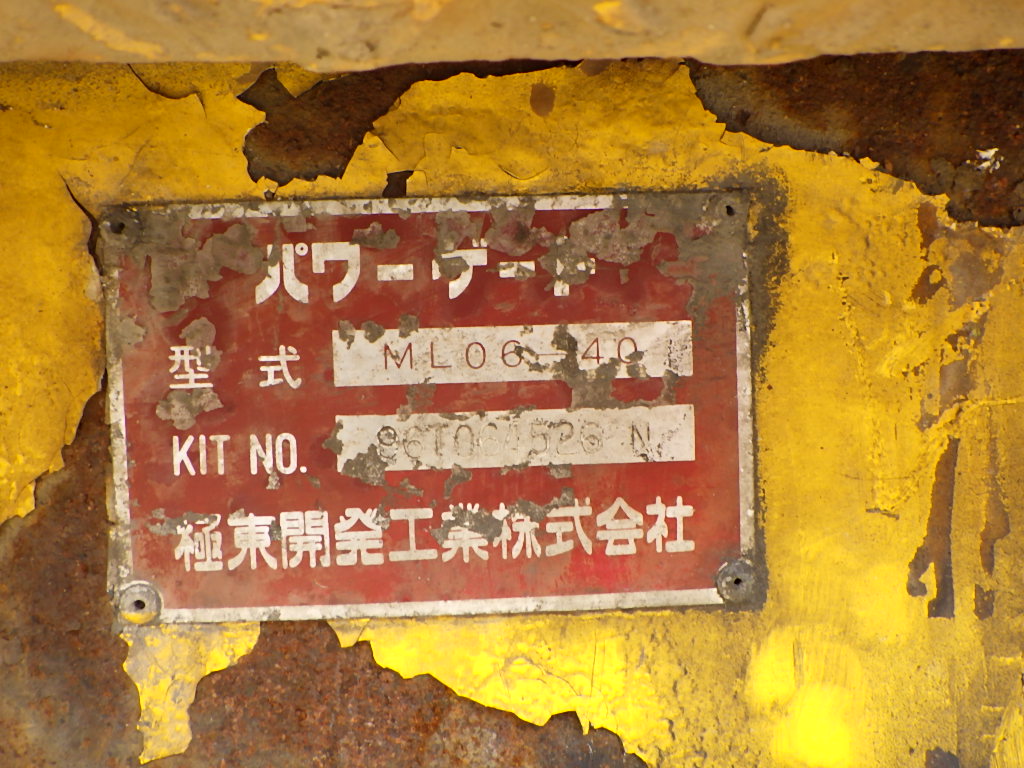 パワーゲート
型式 ML06-40
KIT NO. 96T064526 N
極東開発工業株式会社